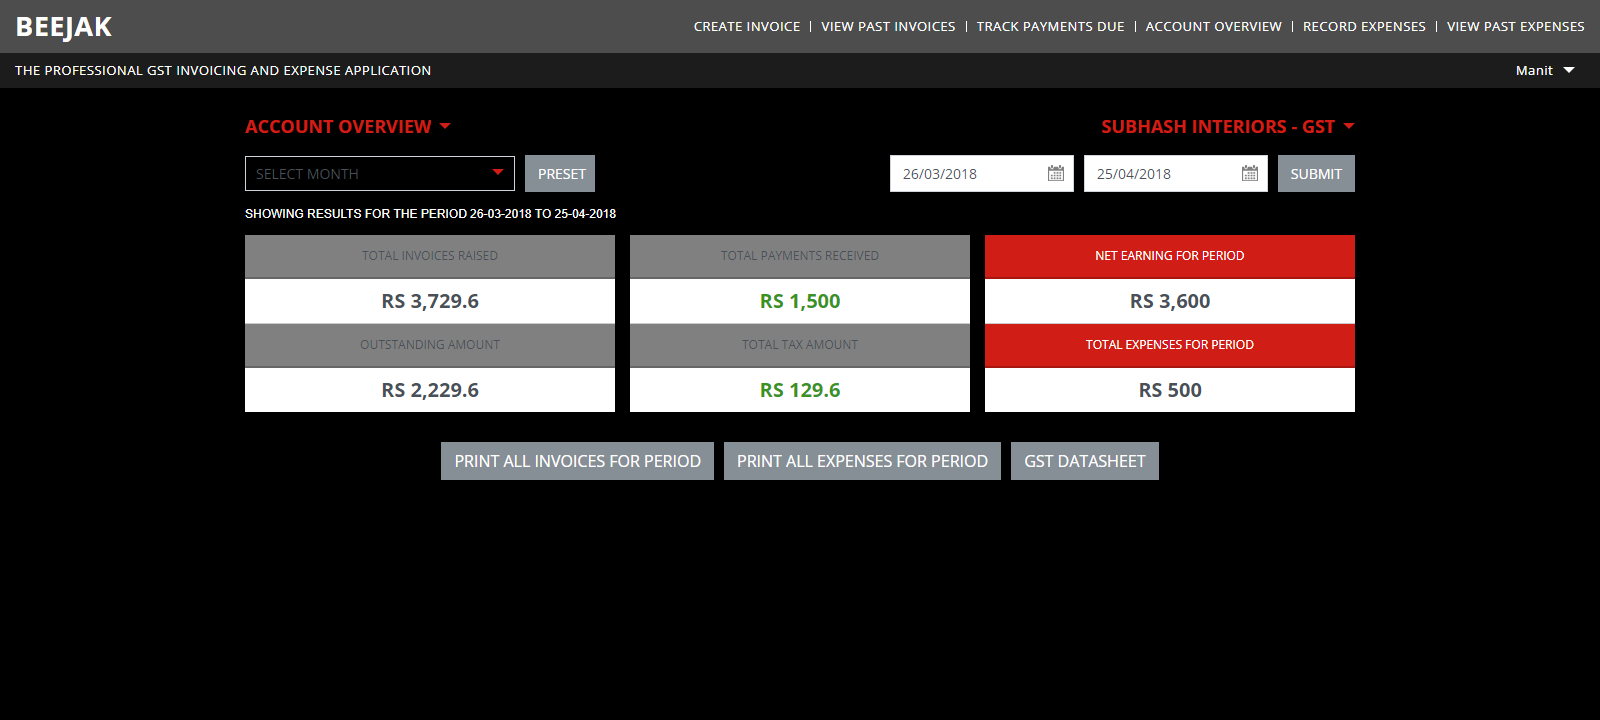 BEEJAK
CREATE INVOICE | VIEW PAST INVOICES | TRACK PAYMENTS DUE | ACCOUNT OVERVIEW | RECORD EXPENSES | VIEW PAST EXPENSES
THE PROFESSIONAL GST INVOICING AND EXPENSE APPLICATION
Manit
ACCOUNT OVERVIEW
SUBHASH INTERIORS - GST
SELECT MONTH
PRESET
26/03/2018
25/04/2018
SUBMIT
SHOWING RESULTS FOR THE PERIOD 26-03-2018 TO 25-04-2018
TOTAL INVOICES RAISED
RS 3,729.6
OUTSTANDING AMOUNT
RS 2,229.6
TOTAL PAYMENTS RECEIVED
RS 1,500
TOTAL TAX AMOUNT
RS 129.6
NET EARNING FOR PERIOD
RS 3,600
TOTAL EXPENSES FOR PERIOD
RS 500
PRINT ALL INVOICES FOR PERIOD
PRINT ALL EXPENSES FOR PERIOD
GST DATASHEET